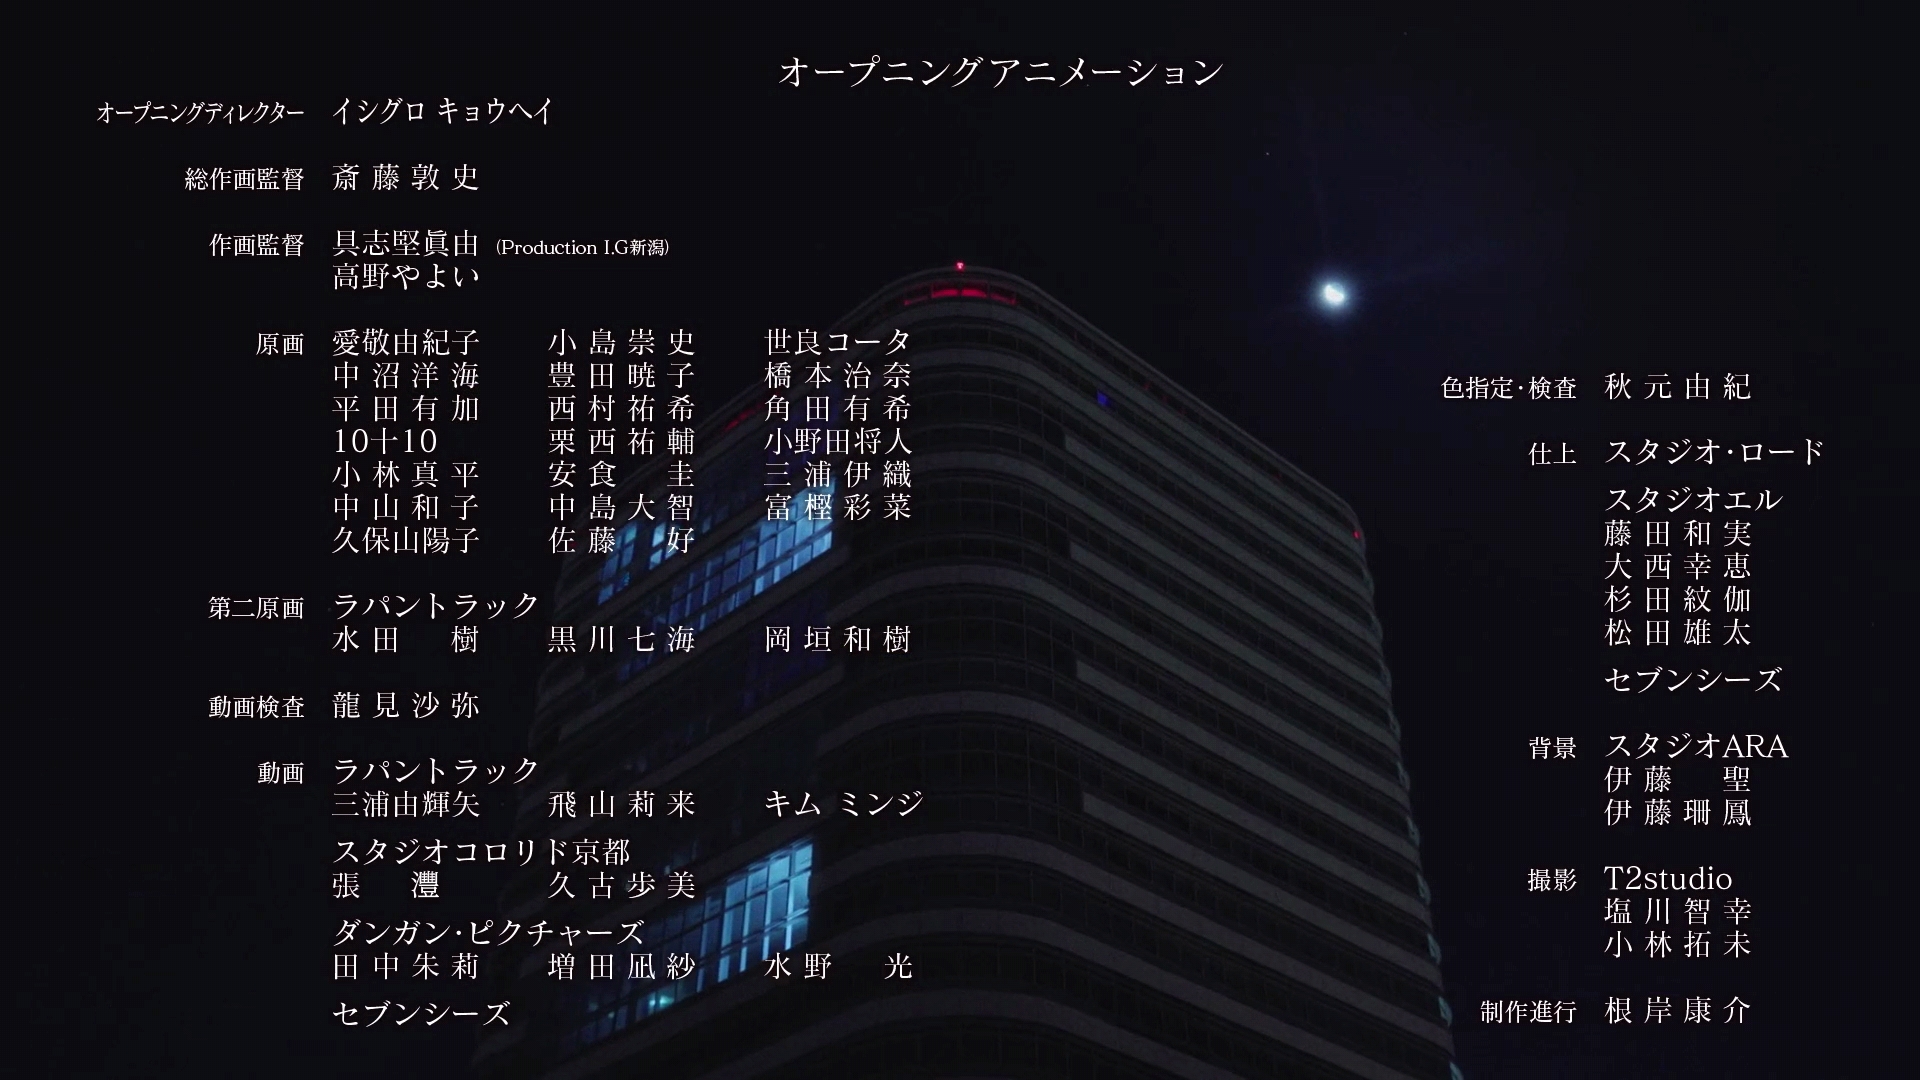 オープニングアニメーション
オープニングディレクター イシグロ キョウヘイ
総作画監督 斎藤敦史
作画監督 具志堅眞由 (Production I.G新潟)
高野やよい
原画 愛敬由紀子 小島崇史 世良コータ
中沼洋海 豊田暁子 橋本治奈
平田有加 西村祐希 角田有希
10十10 栗西祐輔 小野田将人
小林真平 安食圭 三浦伊織
中山和子 中島大智 富樫彩菜
久保山陽子 佐藤好
第二原画 ラパントラック
水田樹 黒川七海 岡垣和樹
動画検査 龍見沙弥
動画 ラパントラック
三浦由輝矢 飛山莉来 キム ミンジ
スタジオコロリド京都
張灃 久古歩美
ダンガン・ピクチャーズ
田中朱莉 増田凪紗 水野光
セブンシーズ
色指定・検査 秋元由紀
仕上 スタジオ・ロード
スタジオエル
藤田和実
大西幸恵
杉田紋伽
松田雄太
セブンシーズ
背景 スタジオARA
伊藤聖
伊藤珊鳳
撮影 T2studio
塩川智幸
小林拓未
制作進行 根岸康介